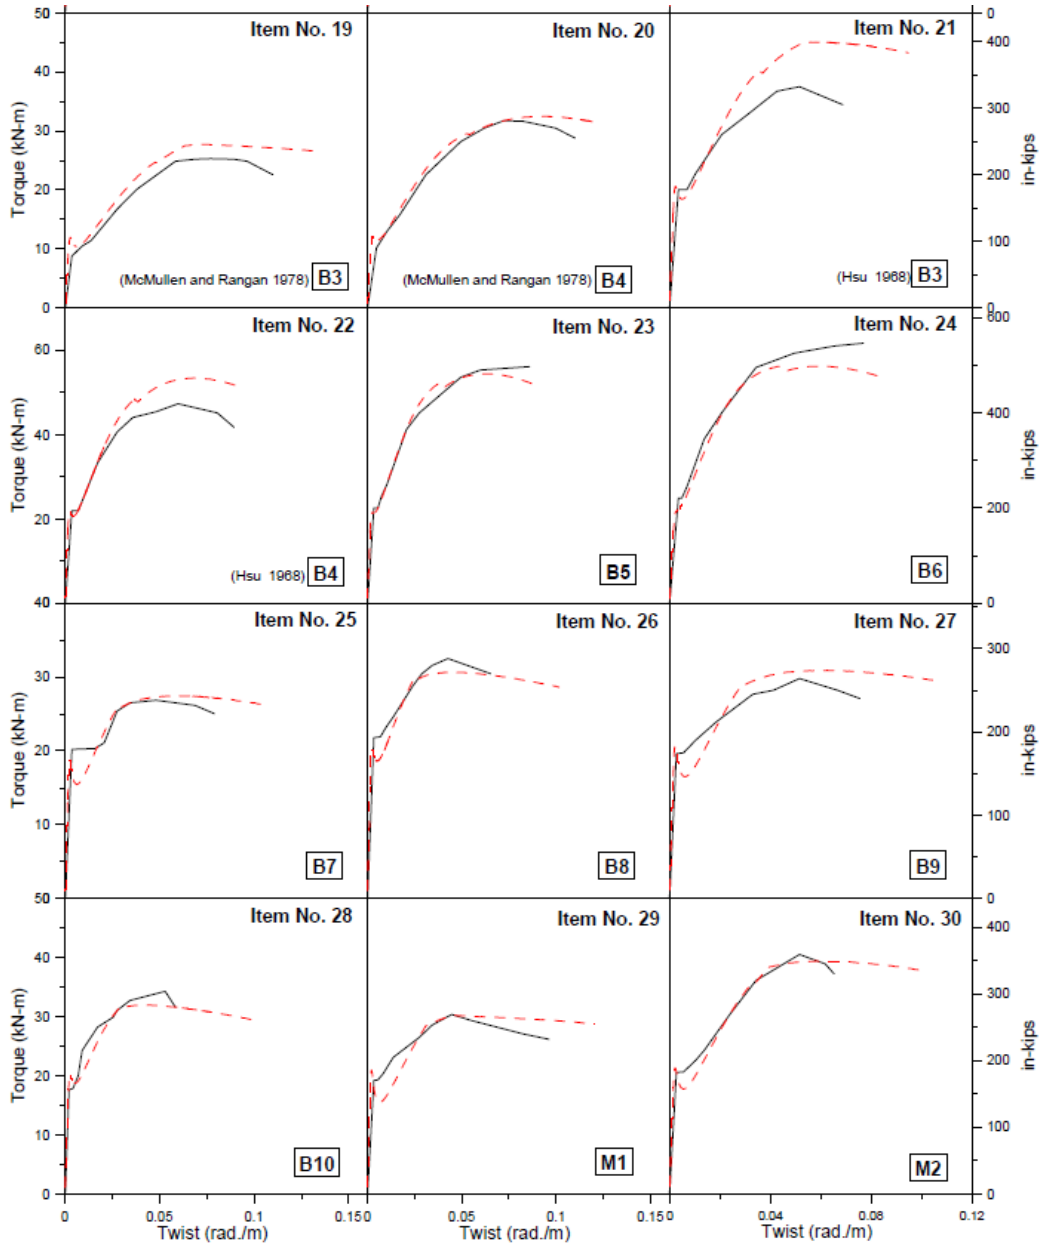 50 Item No. 19 Item No. 20 Item No. 21 0
400
40
300
30
200
20
100
10
Torque (kN-m)
in-kips
(McMullen and Rangan 1978) B3 (McMullen and Rangan 1978) B4 (Hsu 1968) B3
0 0
Item No. 22 Item No. 23 Item No. 24 600
60
400
40
200
20
Torque (kN-m)
in-kips
(Hsu 1968) B4 B5 B6
40 0
Item No. 25 Item No. 26 Item No. 27
300
30
200
20
100
10
Torque (kN-m)
in-kips
B7 B8 B9
50 0
Item No. 28 Item No. 29 Item No. 30
400
40
300
30
200
20
100
10
Torque (kN-m)
in-kips
B10 M1 M2
0 0
0 0.05 0.1 0.15 0 0.05 0.1 0.15 0 0.04 0.08 0.12
Twist (rad./m) Twist (rad./m) Twist (rad./m)